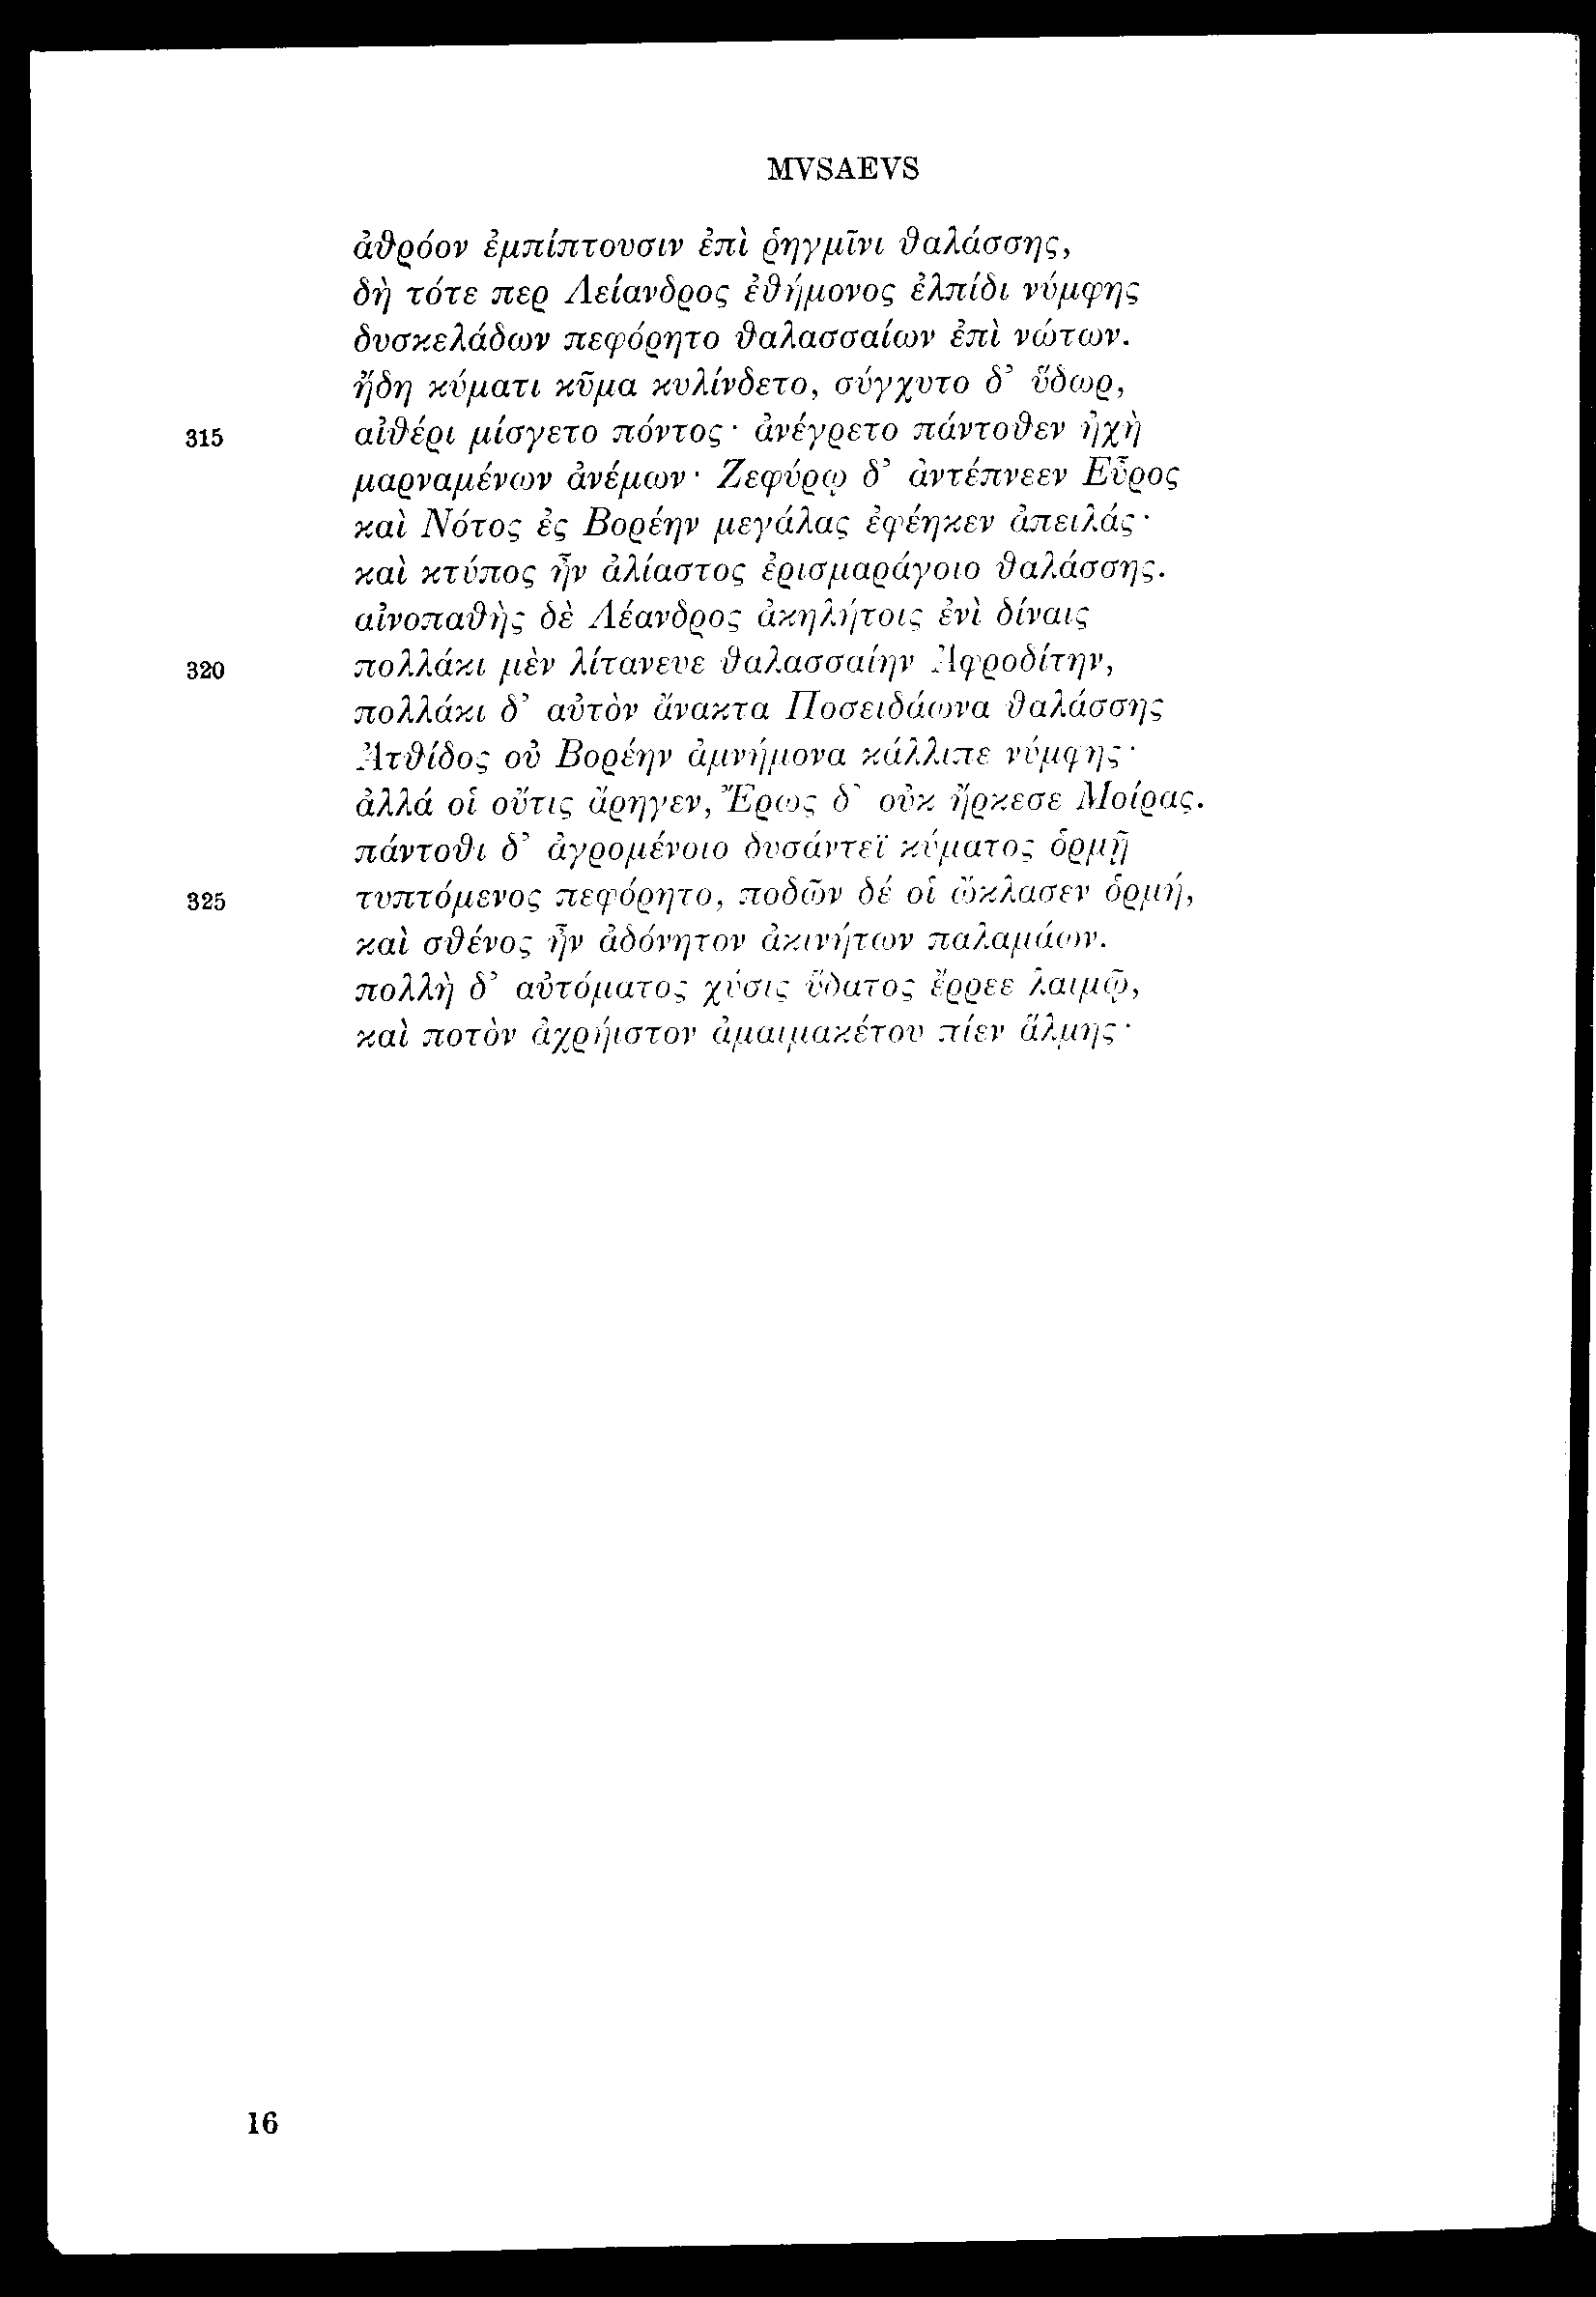 MVSAEVS
ἀθρόον ἐμπίπτουσιν ἐπὶ ῥηγμῖνι θαλάσσης,
δὴ τότε περ Λείανδρος ἐθήμονος ἐλπίδι νύμφης
δυσκελάδων πεφόρητο θαλασσαίων ἐπὶ νώτων.
ἤδη κύματι κῦμα κυλίνδετο, σύγχυτο δ’ ὕδωρ,
315 αἰθέρι μίσγετο πόντος· ἀνέγρετο πάντοθεν ἠχὴ
μαρναμένων ἀνέμων· Ζεφύρῳ δ’ ἀντέπνεεν Εὖρος
καὶ Νότος ἐς Βορέην μεγάλας ἐφέηκεν ἀπειλάς·
καὶ κτύπος ἦν ἀλίαστος ἐρισμαράγοιο θαλάσσης.
αἰνοπαθὴς δὲ Λέανδρος ἀκηλήτοις ἐνὶ δίναις
320 πολλάκι μὲν λίτανευε θαλασσαίην Ἀφροδίτην,
πολλάκι δ’ αὐτὸν ἄνακτα Ποσειδάωνα θαλάσσης
Ἀτθίδος οὐ Βορέην ἀμνήμονα κάλλιπε νύμφης·
ἀλλά οἱ οὔτις ἄρηγεν, Ἔρως δ’ οὐκ ἤρκεσε Μοίρας.
πάντοθι δ’ ἀγρομένοιο δυσάντεϊ κύματος ὁρμῇ
325 τυπτόμενος πεφόρητο, ποδῶν δέ οἱ ὤκλασεν ὁρμή,
καὶ σθένος ἦν ἀδόνητον ἀκινήτων παλαμάων.
πολλὴ δ’ αὐτόματος χύσις ὕδατος ἔρρεε λαιμῷ,
καὶ ποτὸν ἀχρήιστον ἀμαιμακέτου πίεν ἅλμης·
16